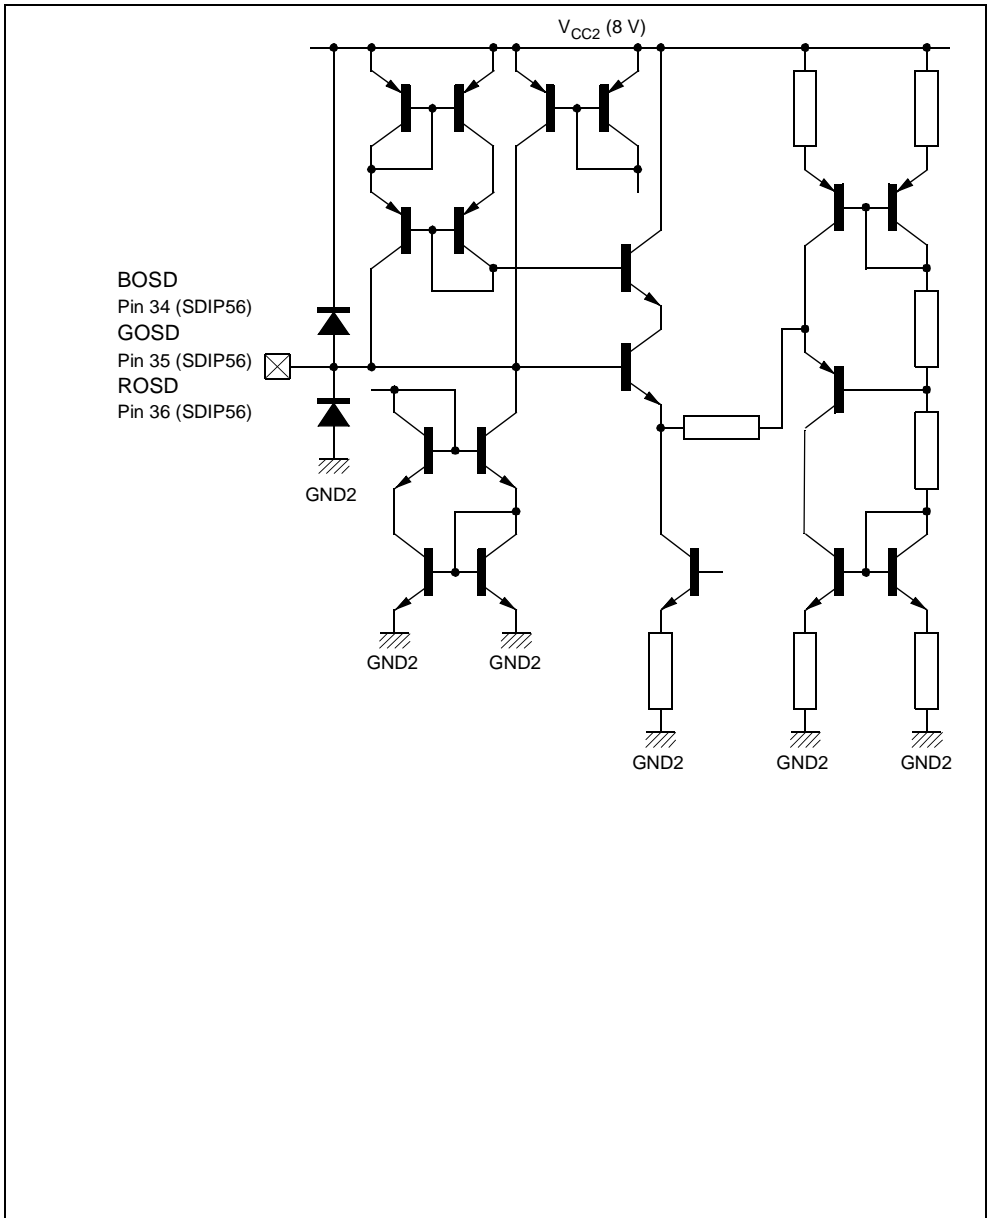 V_CC2 (8 V)
BOSD
Pin 34 (SDIP56)
GOSD
Pin 35 (SDIP56)
ROSD
Pin 36 (SDIP56)
GND2
GND2
GND2
GND2
GND2
GND2